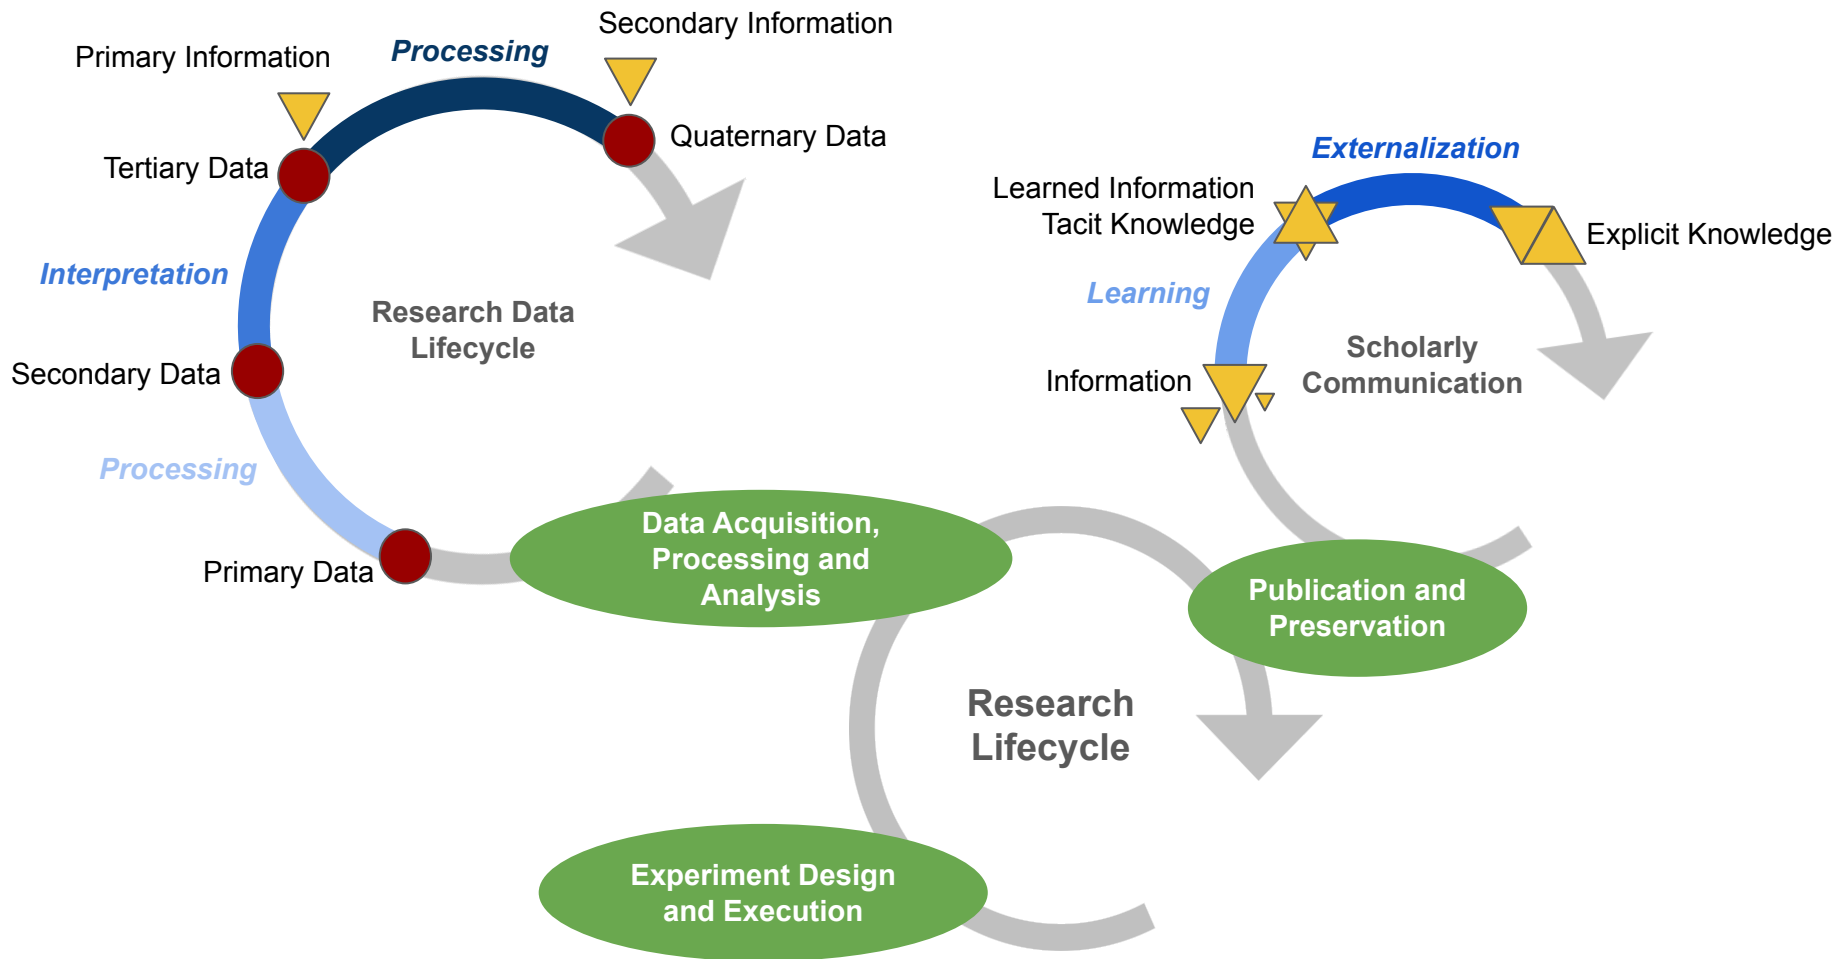 Secondary Information
Processing
Primary Information
Quaternary Data
Tertiary Data
Interpretation
Research Data
Lifecycle
Secondary Data
Processing
Primary Data
Externalization
Learned Information
Tacit Knowledge
Explicit Knowledge
Learning
Scholarly
Communication
Information
Data Acquisition,
Processing and
Analysis
Publication and
Preservation
Research
Lifecycle
Experiment Design
and Execution